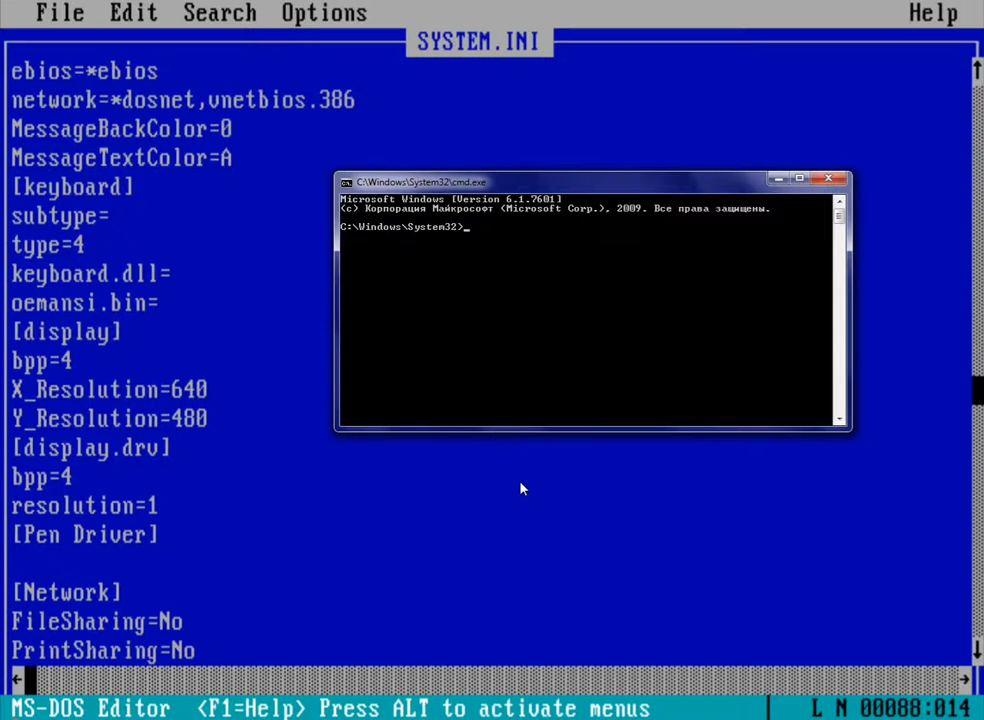 File Edit Search Options Help
SYSTEM.INI
ebios=*ebios
network=*dosnet,vnetbios.386
MessageBackColor=0
MessageTextColor=A
[keyboard]
subtype=
type=4
keyboard.dll=
oemansi.bin=
[display]
bpp=4
X_Resolution=640
Y_Resolution=480
[display.drv]
bpp=4
resolution=1
[Pen Driver]
[Network]
FileSharing=No
PrintSharing=No
C:\Windows\System32\cmd.exe
Microsoft Windows [Version 6.1.7601]
(c) Корпорация Майкрософт (Microsoft Corp.), 2009. Все права защищены.
C:\Windows\System32>_
MS-DOS Editor <F1=Help> Press ALT to activate menus L N 00088:014